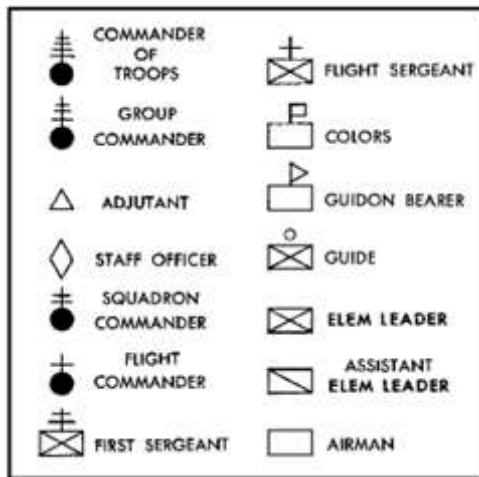 COMMANDER
OF
TROOPS
GROUP
COMMANDER
ADJUTANT
STAFF OFFICER
SQUADRON
COMMANDER
FLIGHT
COMMANDER
FIRST SERGEANT
FLIGHT SERGEANT
COLORS
GUIDON BEARER
GUIDE
ELEM LEADER
ASSISTANT
ELEM LEADER
AIRMAN